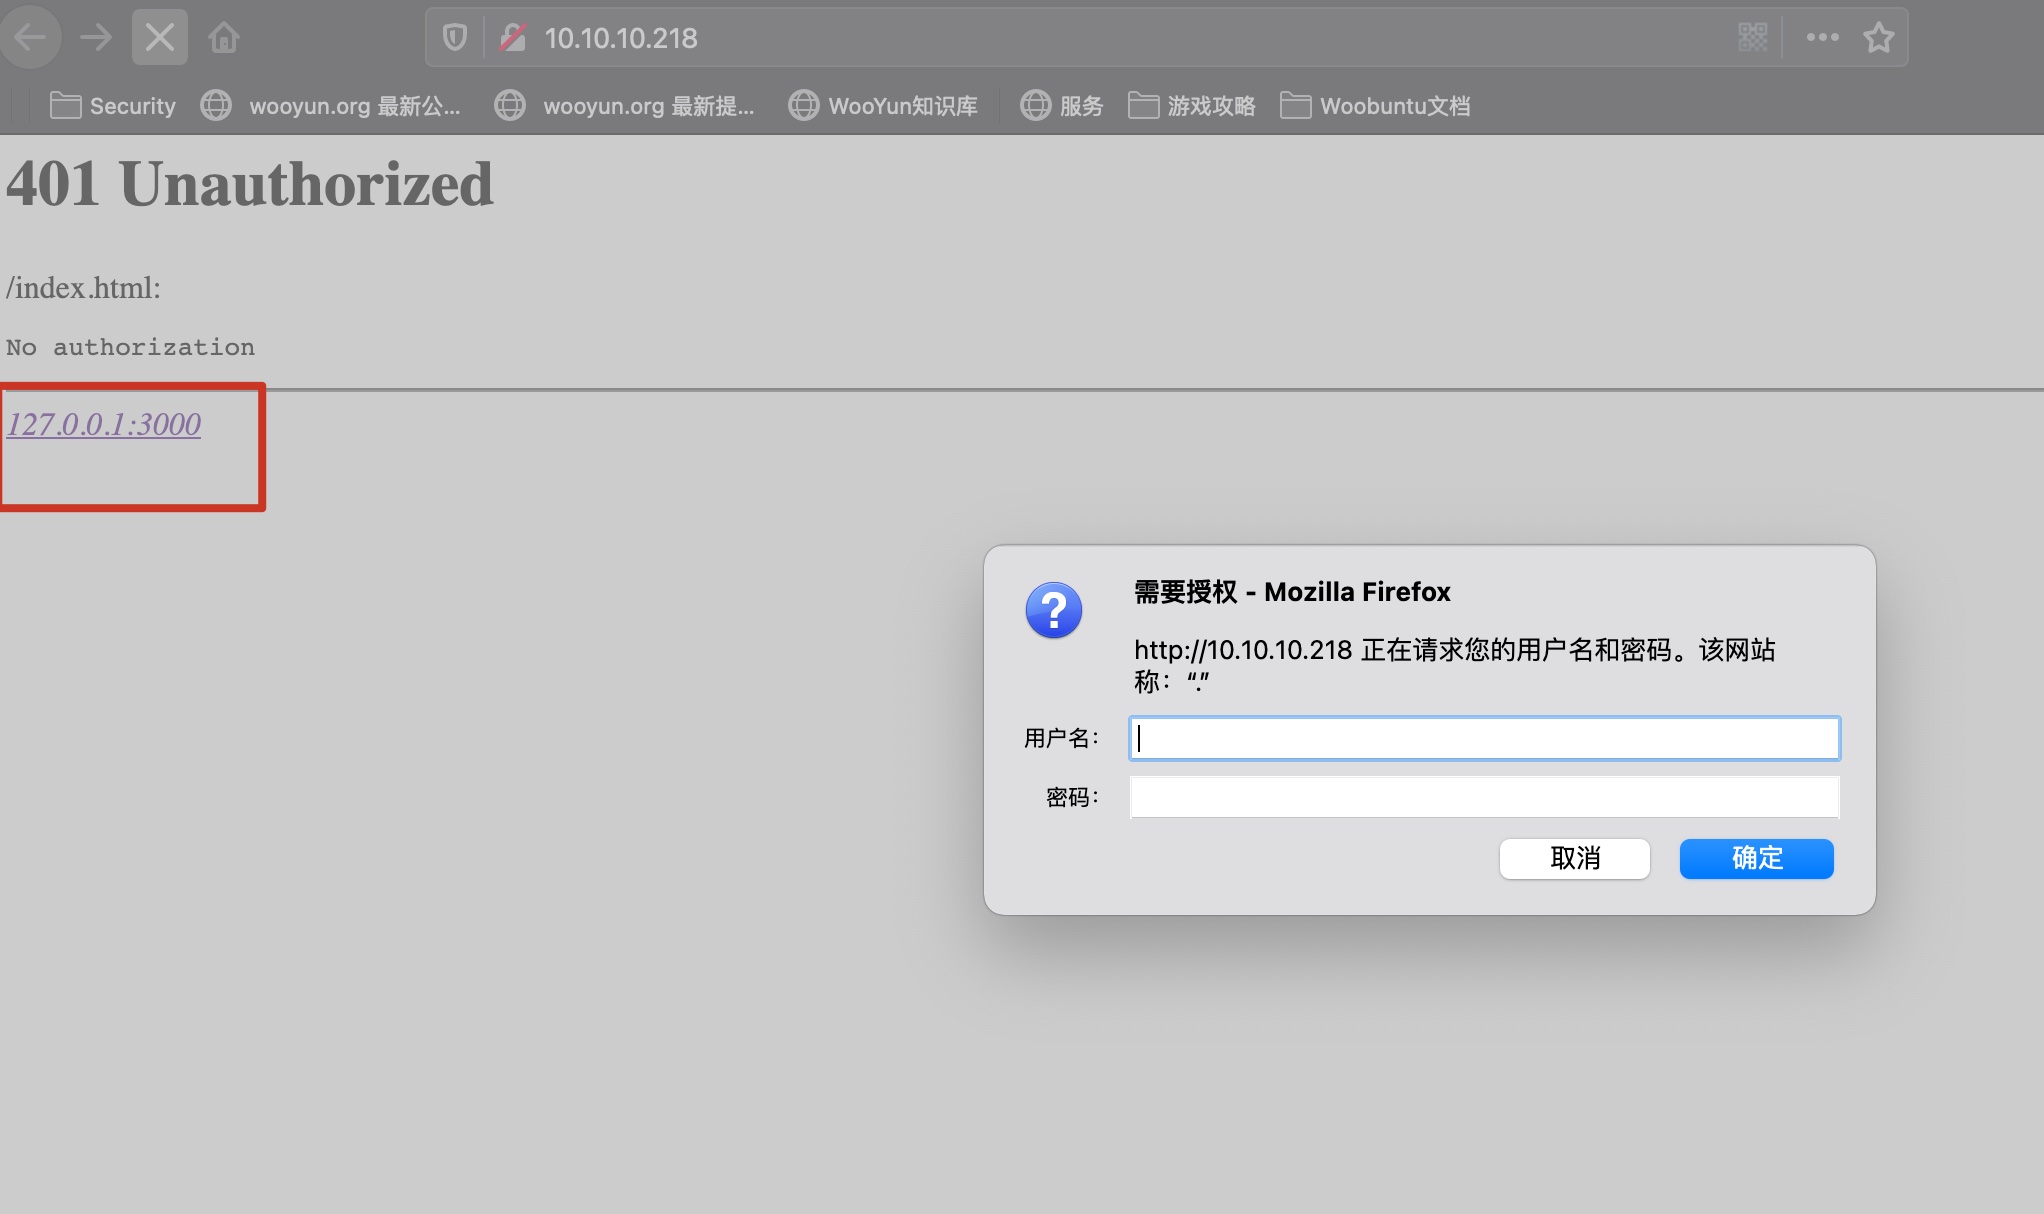 10.10.10.218
Security wooyun.org 最新公... wooyun.org 最新提... WooYun知识库 服务 游戏攻略 Woobuntu文档
401 Unauthorized
/index.html:
No authorization
127.0.0.1:3000
需要授权 - Mozilla Firefox
http://10.10.10.218 正在请求您的用户名和密码。该网站
称：“.”
用户名：
密码：
取消 确定